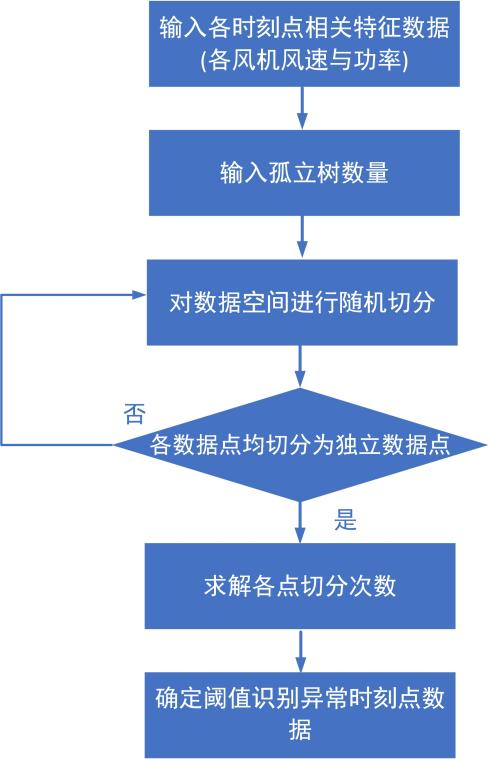 输入各时刻点相关特征数据
(各风机风速与功率)
输入孤立树数量
对数据空间进行随机切分
否
各数据点均切分为独立数据点
是
求解各点切分次数
确定阈值识别异常时刻点数
据